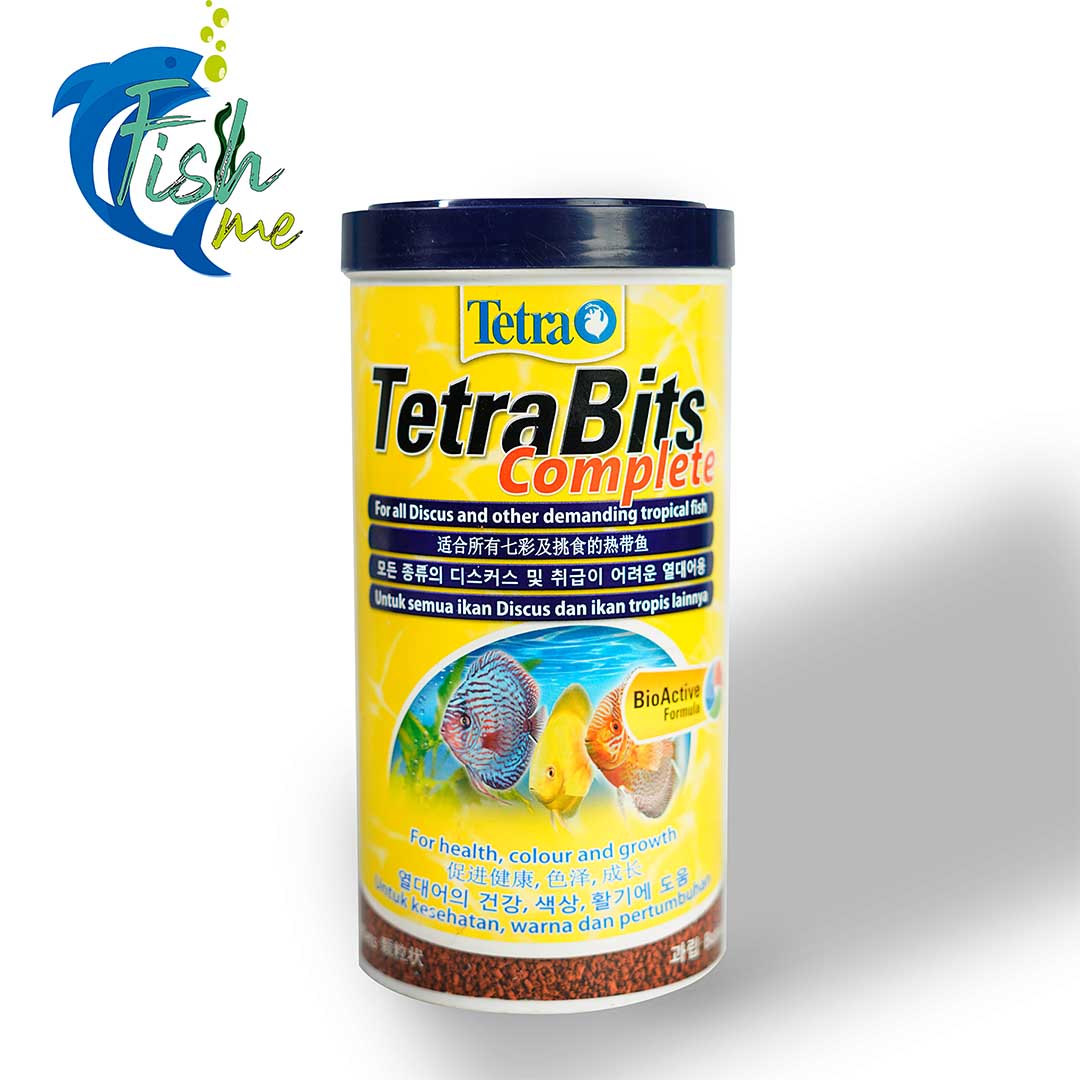 Fish
me
Tetra
TetraBits
Complete
For all Discus and other demanding tropical fish
适合所有七彩及挑食的热带鱼
모든 종류의 디스커스 및 취급이 어려운 열대어용
Untuk semua ikan Discus dan ikan tropis lainnya
BioActive
Formula
For health, colour and growth
促进健康, 色泽, 成长
열대어의 건강, 색상, 활기에 도움
Untuk kesehatan, warna dan pertumbuhan
颗粒状
과립